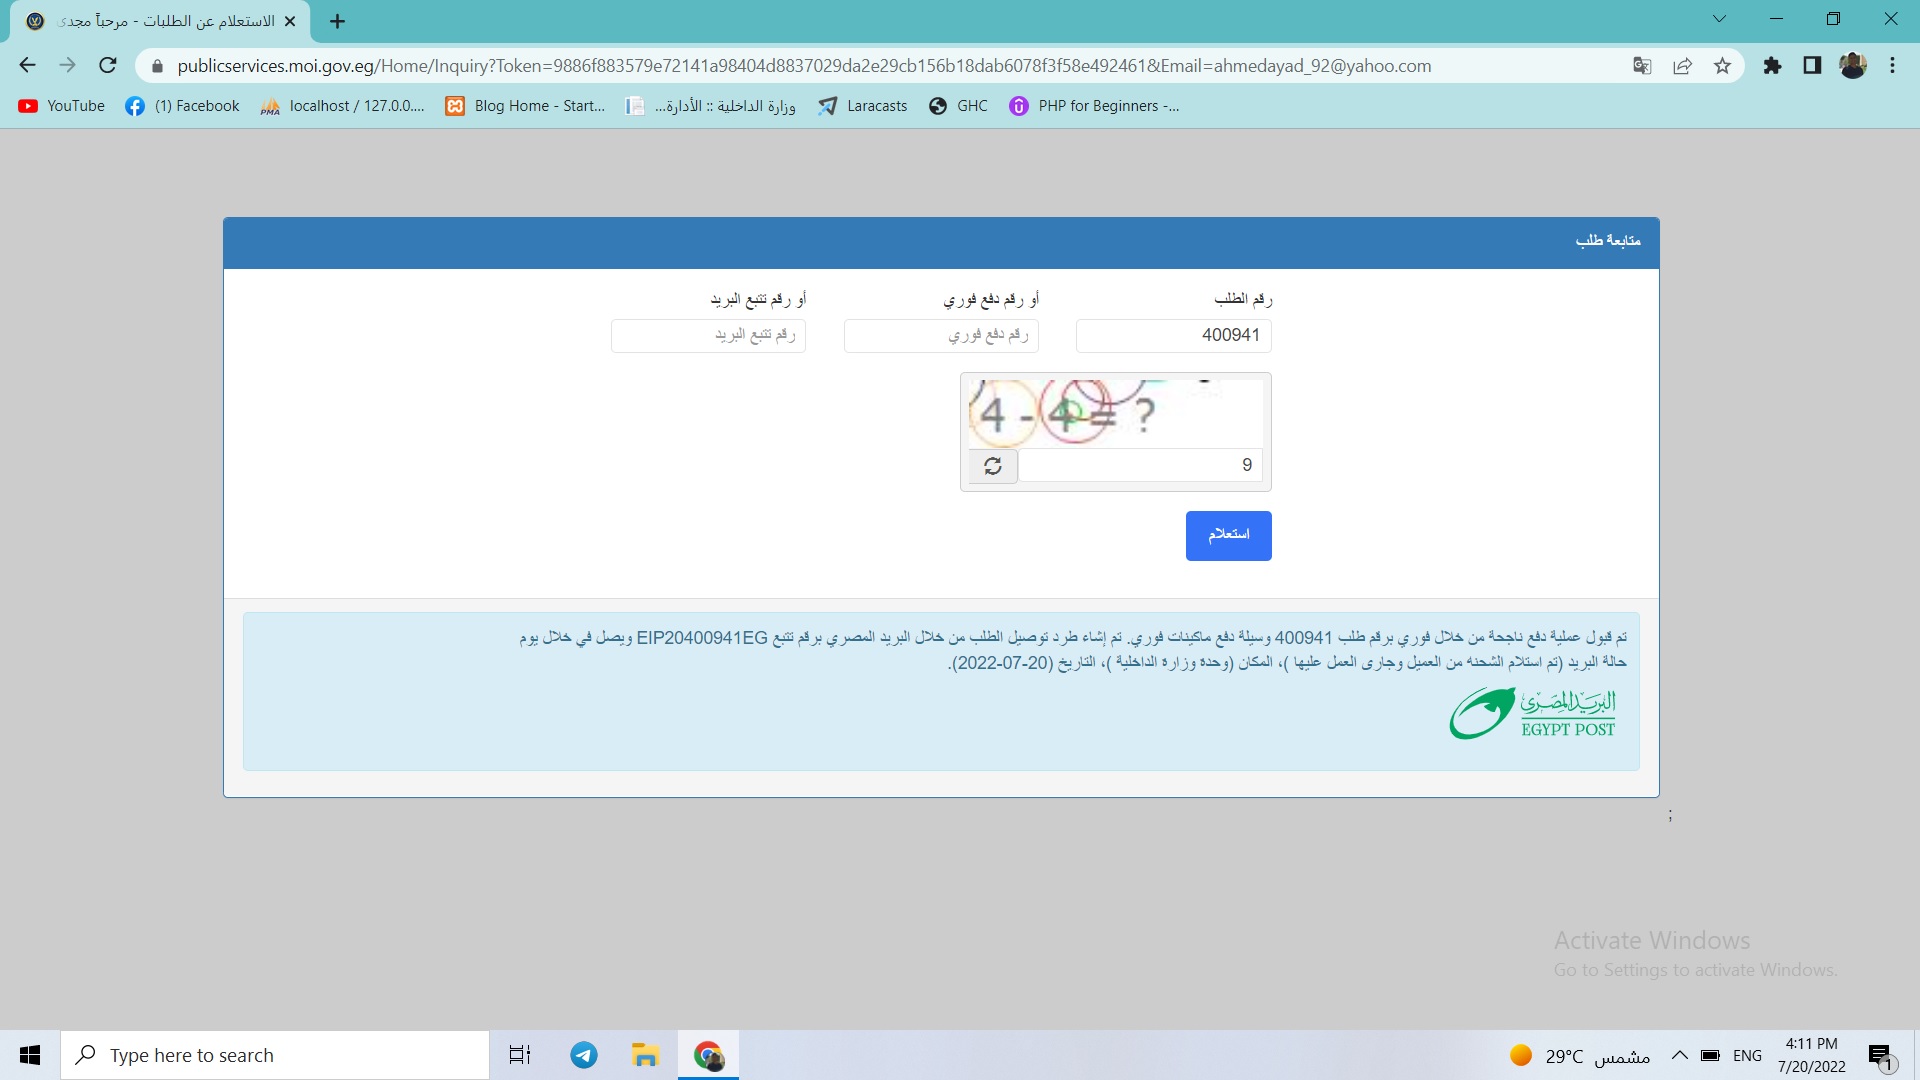 الاستعلام عن الطلبات - مرحباً مجدى
publicservices.moi.gov.eg/Home/Inquiry?Token=9886f883579e72141a98404d8837029da2e29cb156b18dab6078f3f58e492461&Email=ahmedayad_92@yahoo.com
YouTube
(1) Facebook
localhost / 127.0.0....
Blog Home - Start...
وزارة الداخلية :: الأدارة...
Laracasts
GHC
PHP for Beginners -...
متابعة طلب
رقم الطلب
أو رقم دفع فوري
أو رقم تتبع البريد
400941
رقم دفع فوري
رقم تتبع البريد
4 - 4 = ?
9
استعلام
تم قبول عملية دفع ناجحة من خلال فوري برقم طلب 400941 وسيلة دفع ماكينات فوري. تم إشاء طرد توصيل الطلب من خلال البريد المصري برقم تتبع EIP20400941EG ويصل في خلال يوم
حالة البريد (تم استلام الشحنه من العميل وجارى العمل عليها )، المكان (وحدة وزارة الداخلية )، التاريخ (20-07-2022).
البريد المصرى
EGYPT POST
;
Activate Windows
Go to Settings to activate Windows.
Type here to search
29°C مشمس
ENG
4:11 PM
7/20/2022
1